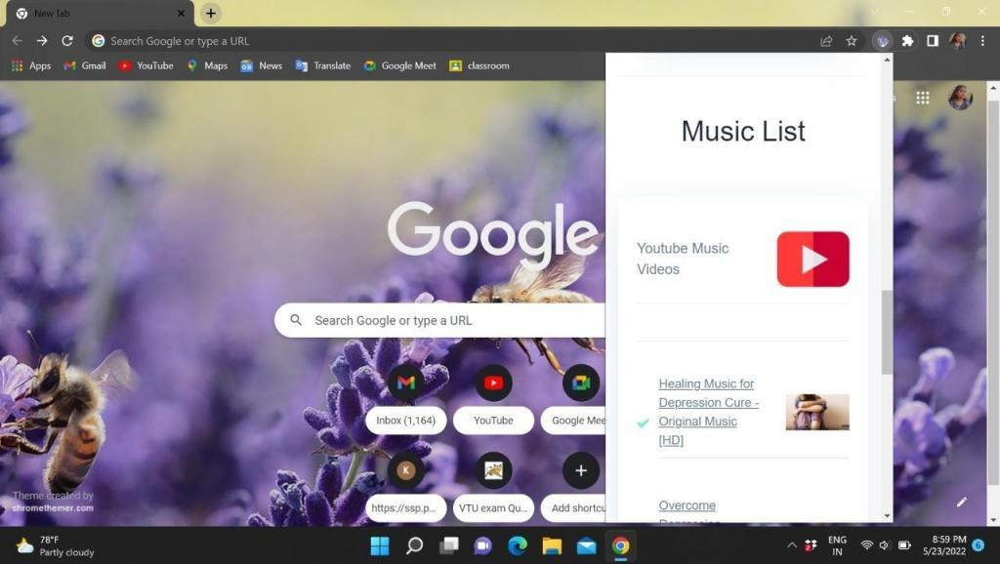 New Tab
Search Google or type a URL
Apps
Gmail
YouTube
Maps
News
Translate
Google Meet
classroom
Music List
Google
Youtube Music
Videos
Search Google or type a URL
Healing Music for
Depression Cure -
Original Music
[HD]
Inbox (1,164)
YouTube
Google Mee
K
https://ssp.p...
VTU exam Qu...
Add shortcu
Overcome
Depression
Theme created by
chromethemer.com
78°F
Partly cloudy
ENG
IN
8:59 PM
5/23/2022
6